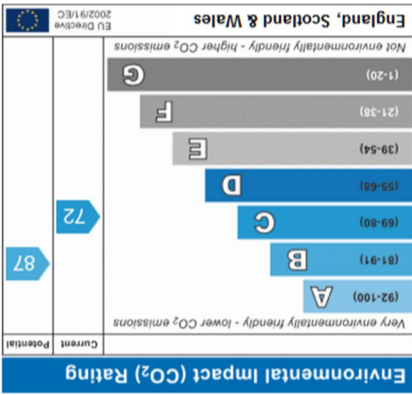 Environmental Impact (CO₂) Rating
Current Potential
Very environmentally friendly - lower CO₂ emissions
(92-100) A
(81-91) B
87
(69-80) C
72
(55-68) D
(39-54) E
(21-38) F
(1-20) G
Not environmentally friendly - higher CO₂ emissions
England, Scotland & Wales
EU Directive
2002/91/EC